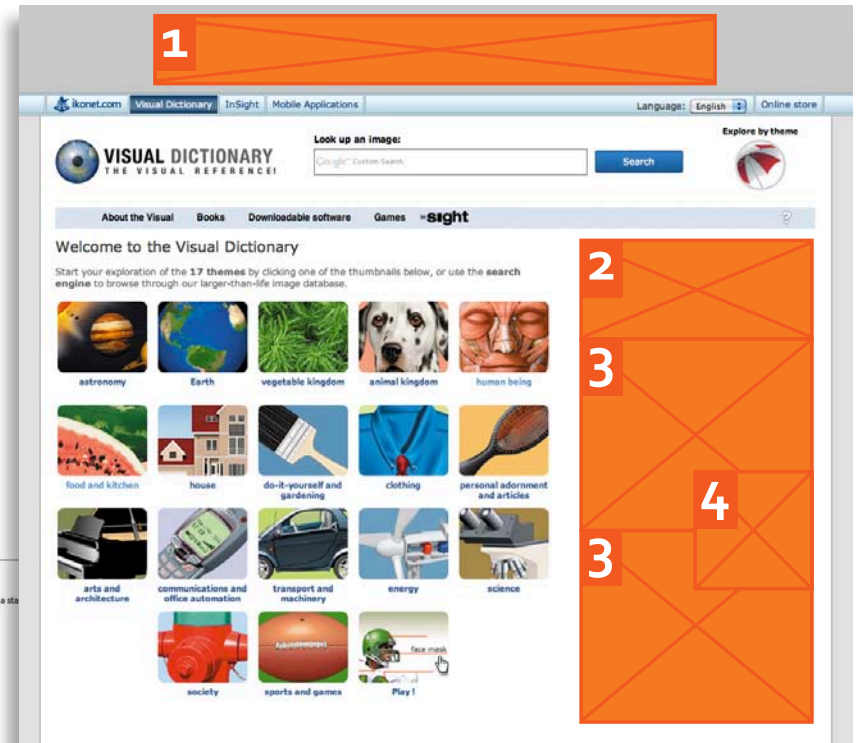 1
ikonet.com Visual Dictionary InSight Mobile Applications Language: English Online store
VISUAL DICTIONARY
THE VISUAL REFERENCE!
Look up an image:
Google™ Custom Search
Search
Explore by theme
About the Visual Books Downloadable software Games InSight ?
Welcome to the Visual Dictionary
Start your exploration of the 17 themes by clicking one of the thumbnails below, or use the search
engine to browse through our larger-than-life image database.
2
3
4
3
astronomy Earth vegetable kingdom animal kingdom human being
food and kitchen house do-it-yourself and
gardening clothing personal adornment
and articles
arts and
architecture communications and
office automation transport and
machinery energy science
face mask
society sports and games Play !
a sta